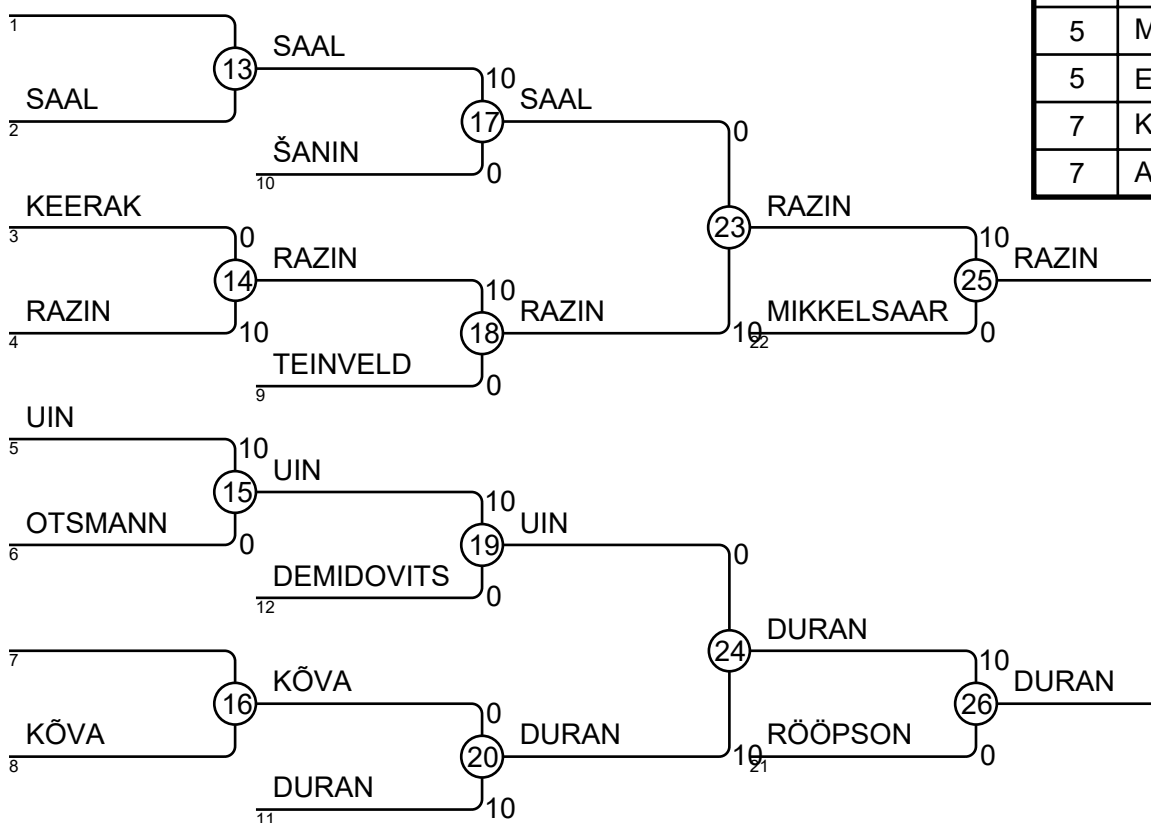 1
13
SAAL
10
SAAL
2
17
SAAL
0
ŠANIN
10
0
KEERAK
3
0
14
RAZIN
10
RAZIN
4
10
18
RAZIN
10
TEINVELD
9
0
23
RAZIN
10
25
RAZIN
MIKKELSAAR
22
0
UIN
5
10
15
UIN
10
OTSMANN
6
0
19
UIN
0
DEMIDOVITS
12
0
7
16
KÕVA
0
KÕVA
8
20
DURAN
10
DURAN
11
10
24
DURAN
10
26
DURAN
RÖÖPSON
21
0
5 M
5 E
7 K
7 A